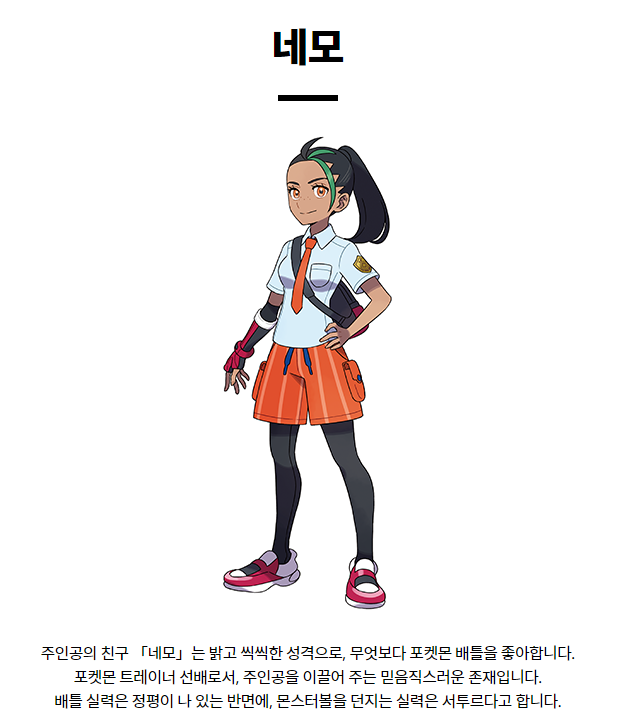 네모
주인공의 친구 「네모」는 밝고 씩씩한 성격으로, 무엇보다 포켓몬 배틀을 좋아합니다.
포켓몬 트레이너 선배로서, 주인공을 이끌어 주는 믿음직스러운 존재입니다.
배틀 실력은 정평이 나 있는 반면에, 몬스터볼을 던지는 실력은 서투르다고 합니다.